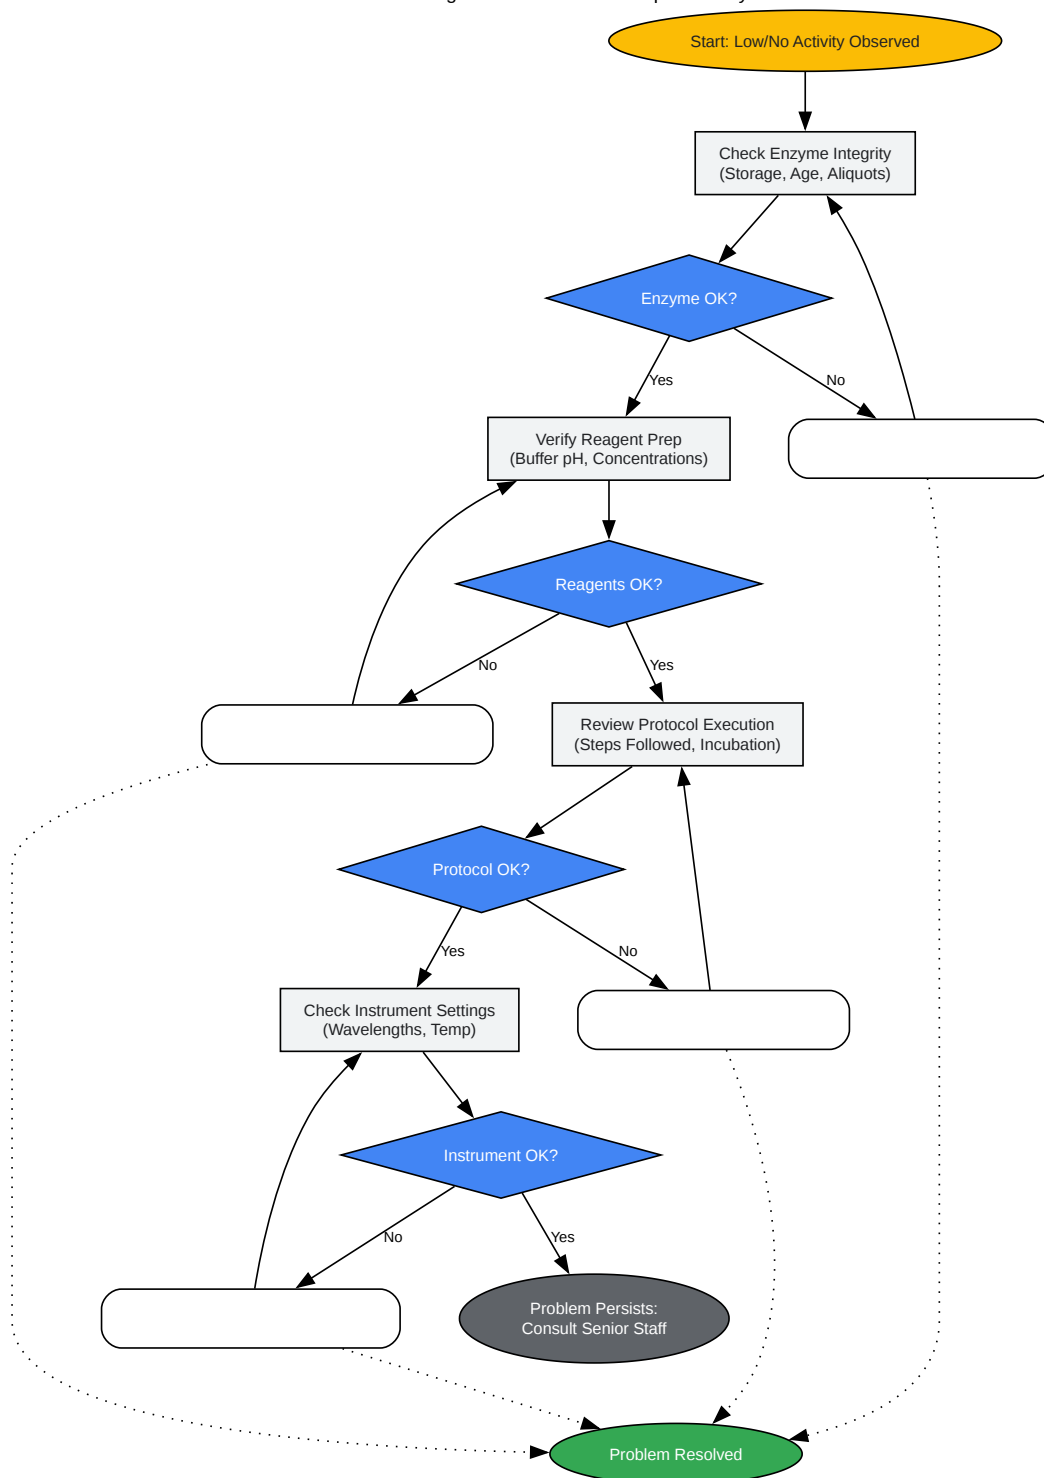 Start: Low/No Activity Observed
Check Enzyme Integrity
(Storage, Age, Aliquots)
Enzyme OK?
Yes
No
Verify Reagent Prep
(Buffer pH, Concentrations)
Reagents OK?
No
Yes
Review Protocol Execution
(Steps Followed, Incubation)
Protocol OK?
Yes
No
Check Instrument Settings
(Wavelengths, Temp)
Instrument OK?
No
Yes
Problem Persists:
Consult Senior Staff
Problem Resolved